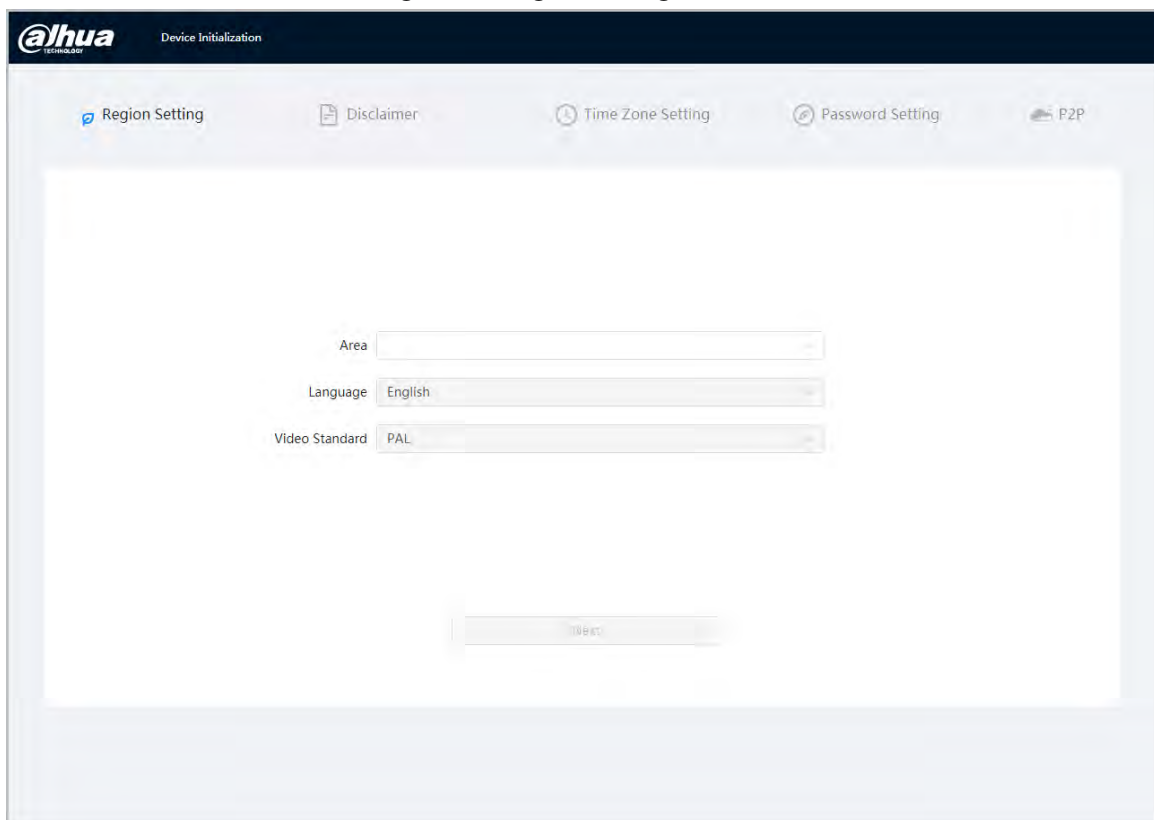 alhua
TECHNOLOGY
Device Initialization
Region Setting
Disclaimer
Time Zone Setting
Password Setting
P2P
Area
Language English
Video Standard PAL
Next